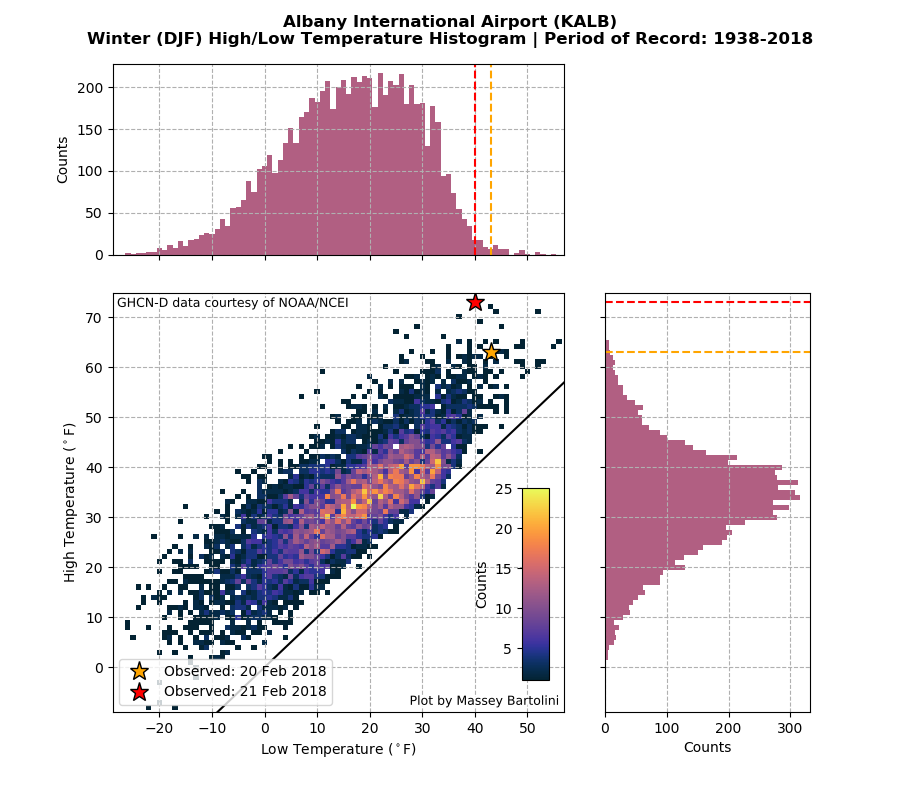 Albany International Airport (KALB)
Winter (DJF) High/Low Temperature Histogram | Period of Record: 1938-2018
200
150
100
50
0
Counts
GHCN-D data courtesy of NOAA/NCEI
70
60
50
40
30
20
10
0
High Temperature (°F)
25
20
15
10
5
Counts
Observed: 20 Feb 2018
Observed: 21 Feb 2018
Plot by Massey Bartolini
−20 −10 0 10 20 30 40 50
Low Temperature (°F)
0 100 200 300
Counts